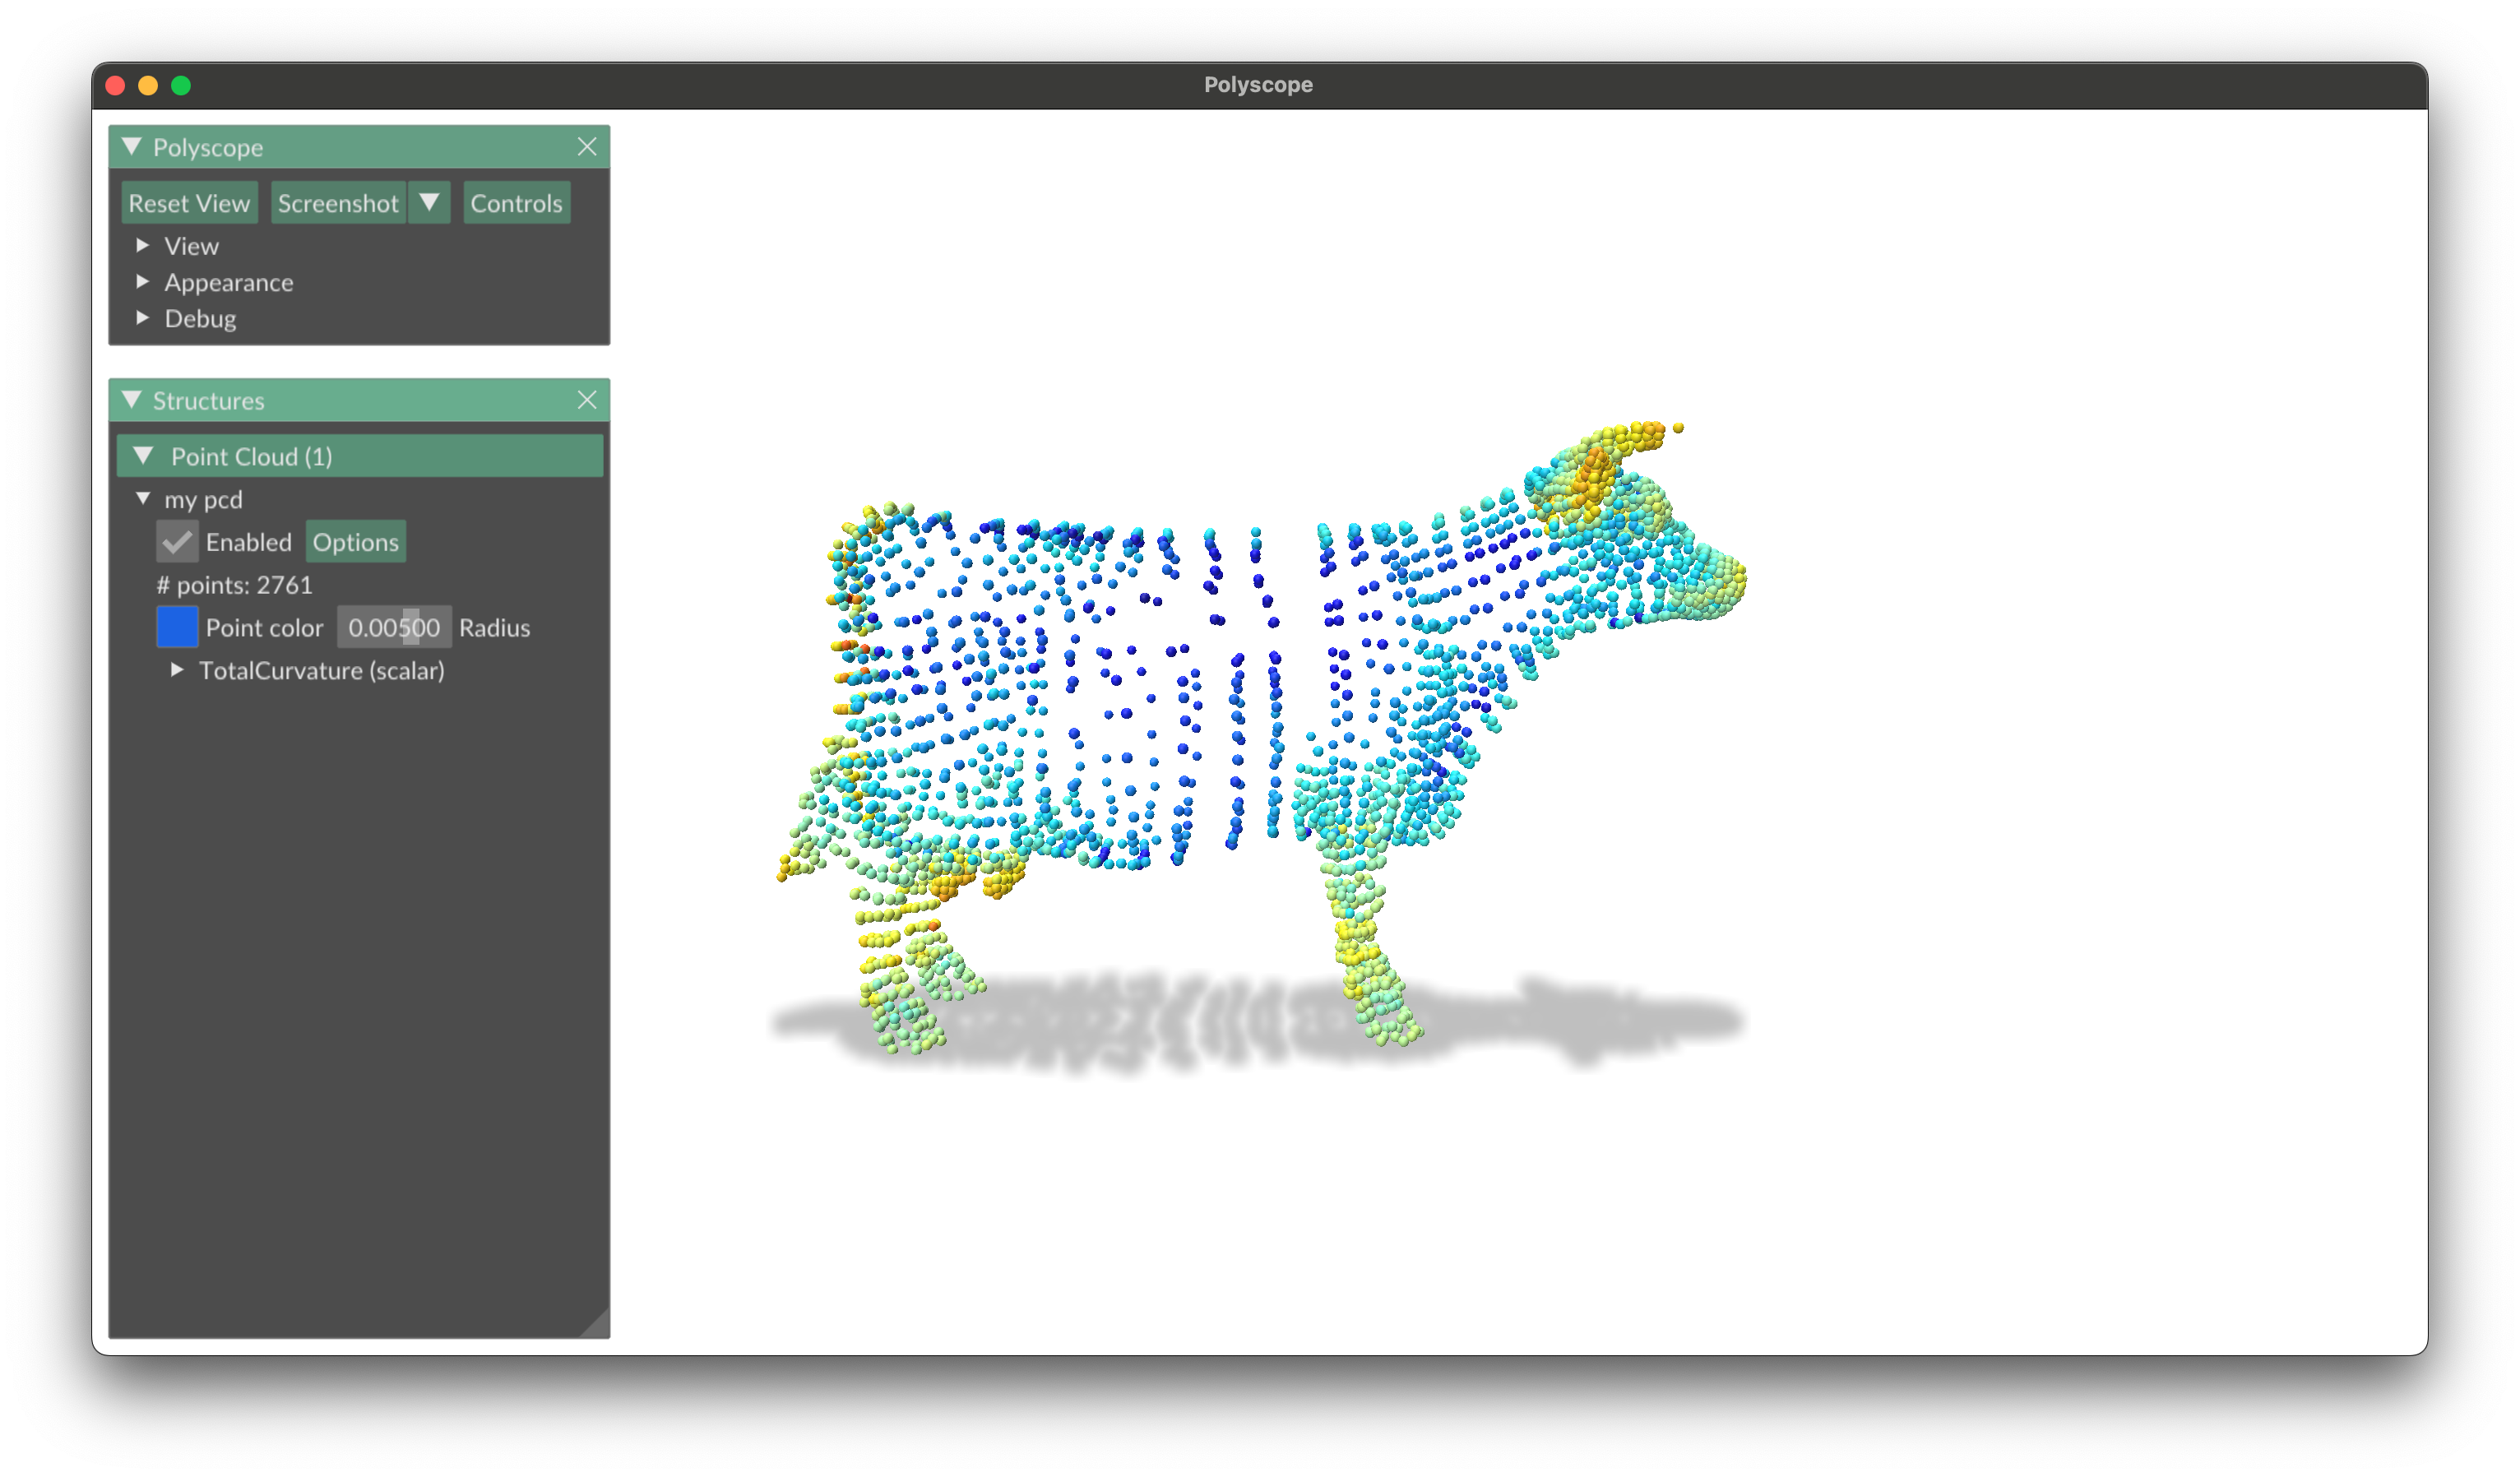 Polyscope
Polyscope
Reset View Screenshot Controls
View
Appearance
Debug
Structures
Point Cloud (1)
my pcd
Enabled Options
# points: 2761
Point color 0.00500 Radius
TotalCurvature (scalar)